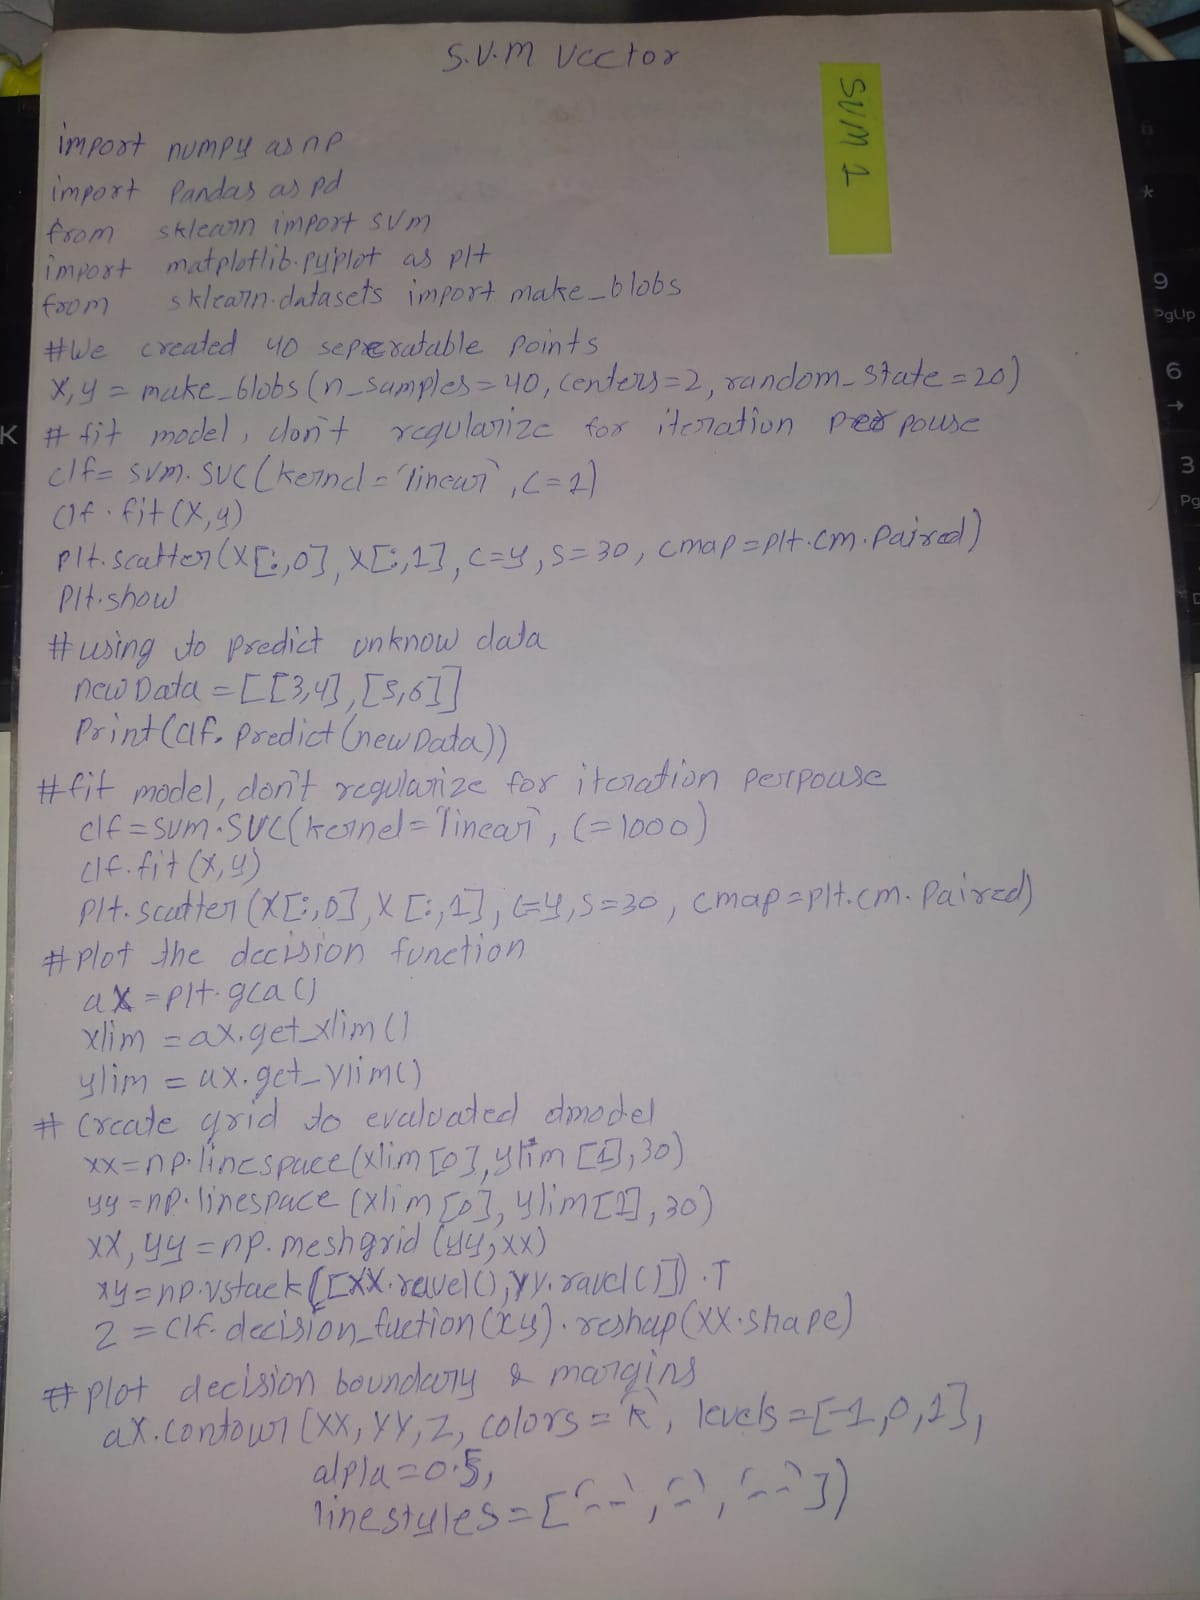 S.V.M Vector
SVM 1
import numpy as np
import Pandas as pd
from sklearn import SVM
import matplotlib.pyplot as plt
from sklearn.datasets import make_blobs
#We created 40 seperatable points
X, y = make_blobs(n_samples=40, centers=2, random_state=20)
# fit model, don't regularize for iteration perpouse
clf= svm.SVC(kernel='linear', C=1)
clf.fit(X,y)
plt.scatter(X[:,0], X[:,1], c=y, s=30, cmap=plt.cm.Paired)
Plt.show
#using to predict unknow data
newData = [[3,4],[5,6]]
Print(clf.predict(newData))
#fit model, don't regularize for iteration perpouse
clf=svm.SVC(kernel='linear', C=1000)
clf.fit(X,y)
plt.scatter(X[:,0],X[:,1], c=y,s=30, cmap=plt.cm.Paired)
#plot the decision function
ax=plt.gca()
xlim =ax.get_xlim()
ylim = ax.get_ylim()
# Create grid to evaluated dmodel
xx=np.linespace(xlim[0],ylim[1],30)
yy=np.linespace(xlim[0], ylim[1],30)
xx, yy=np.meshgrid(yy,xx)
xy=np.vstack([XX.ravel(),YY.ravel()]).T
Z=clf.decision_fuction(xy).reshap(XX.shape)
# plot decision boundary & margins
ax.contour(XX, YY, Z, colors='K', levels=[-1,0,1],
alpla=0.5,
linestyles=['--','-','--'])
9
PgUp
6
3
Pg
K